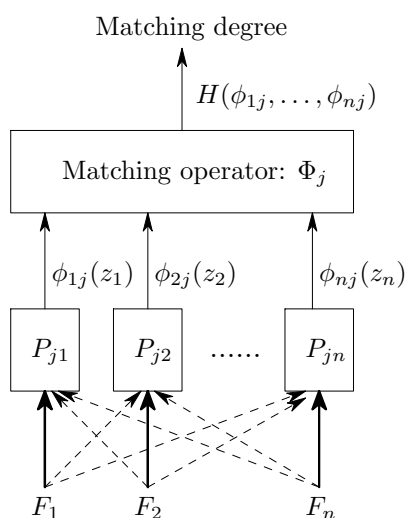 Matching degree
H(ϕ₁ⱼ, . . . , ϕₙⱼ)
Matching operator: Φⱼ
ϕ₁ⱼ(z₁) ϕ₂ⱼ(z₂) ϕₙⱼ(zₙ)
Pⱼ₁ Pⱼ₂ ...... Pⱼₙ
F₁ F₂ Fₙ